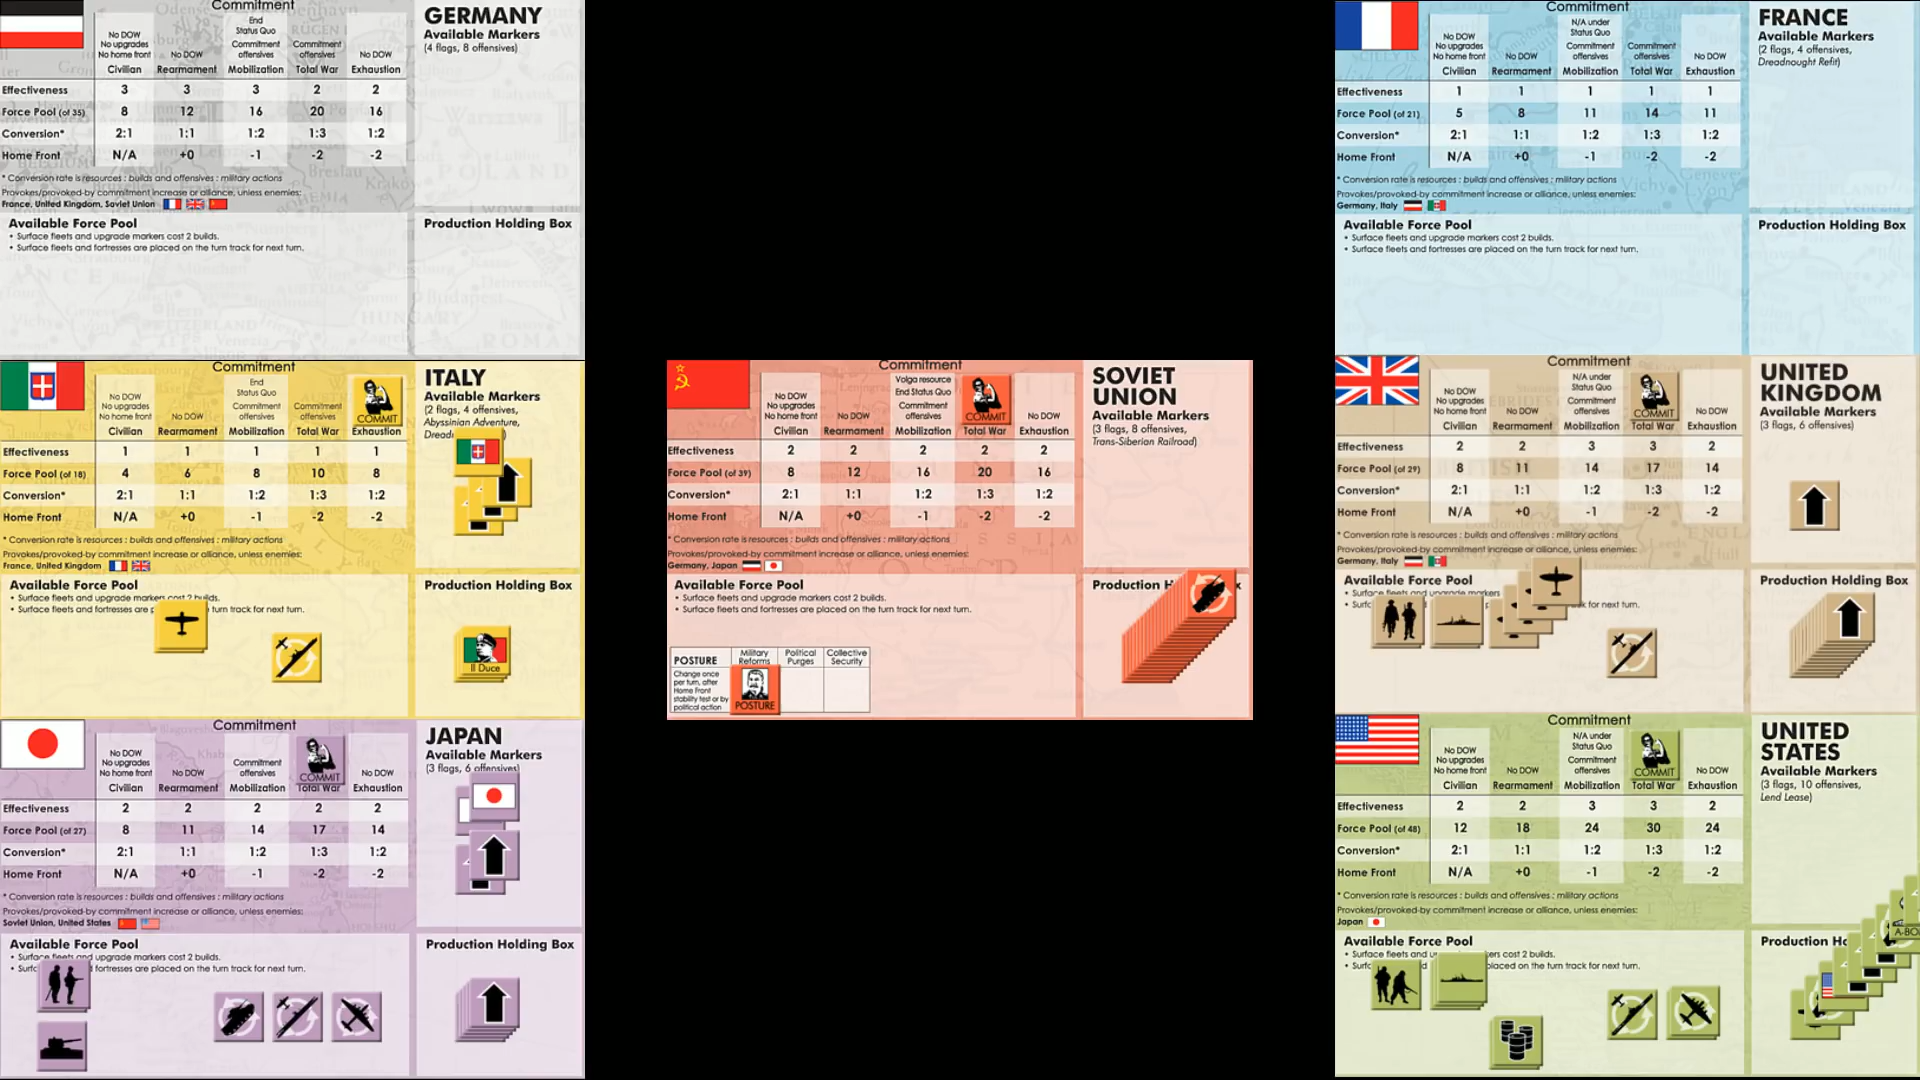 Commitment
GERMANY
Available Markers
(4 flags, 8 offensives)
No DOW
No upgrades
No home front
Civilian
No DOW
Rearmament
End
Status Quo
Commitment
offensives
Mobilization
Commitment
offensives
Total War
No DOW
Exhaustion
Effectiveness 3 3 3 2 2
Force Pool (of 35) 8 12 16 20 16
Conversion* 2:1 1:1 1:2 1:3 1:2
Home Front N/A +0 -1 -2 -2
* Conversion rate is resources : builds and offensives : military actions
Provokes/provoked-by commitment increase or alliance, unless enemies:
France, United Kingdom, Soviet Union
Available Force Pool
• Surface fleets and upgrade markers cost 2 builds.
• Surface fleets and fortresses are placed on the turn track for next turn.
Production Holding Box
Commitment
FRANCE
Available Markers
(2 flags, 4 offensives,
Dreadnought Refit)
No DOW
No upgrades
No home front
Civilian
No DOW
Rearmament
N/A under
Status Quo
Commitment
offensives
Mobilization
Commitment
offensives
Total War
No DOW
Exhaustion
Effectiveness 1 1 1 1 1
Force Pool (of 21) 5 8 11 14 11
Conversion* 2:1 1:1 1:2 1:3 1:2
Home Front N/A +0 -1 -2 -2
* Conversion rate is resources : builds and offensives : military actions
Provokes/provoked-by commitment increase or alliance, unless enemies:
Germany, Italy
Available Force Pool
• Surface fleets and upgrade markers cost 2 builds.
• Surface fleets and fortresses are placed on the turn track for next turn.
Production Holding Box
Commitment
ITALY
Available Markers
(2 flags, 4 offensives,
Abyssinian Adventure,
No DOW
No upgrades
No home front
Civilian
No DOW
Rearmament
End
Status Quo
Commitment
offensives
Mobilization
Commitment
offensives
Total War
COMMIT
Exhaustion
Effectiveness 1 1 1 1 1
Force Pool (of 18) 4 6 8 10 8
Conversion* 2:1 1:1 1:2 1:3 1:2
Home Front N/A +0 -1 -2 -2
* Conversion rate is resources : builds and offensives : military actions
Provokes/provoked-by commitment increase or alliance, unless enemies:
France, United Kingdom
Available Force Pool
• Surface fleets and upgrade markers cost 2 builds.
• Surface fleets and fortresses are turn track for next turn.
Production Holding Box
Il Duce
Commitment
SOVIET
UNION
Available Markers
(3 flags, 8 offensives,
Trans-Siberian Railroad)
No DOW
No upgrades
No home front
Civilian
No DOW
Rearmament
Volga resource
End Status Quo
Commitment
offensives
Mobilization
COMMIT
Total War
No DOW
Exhaustion
Effectiveness 2 2 2 2 2
Force Pool (of 39) 8 12 16 20 16
Conversion* 2:1 1:1 1:2 1:3 1:2
Home Front N/A +0 -1 -2 -2
* Conversion rate is resources : builds and offensives : military actions
Provokes/provoked-by commitment increase or alliance, unless enemies:
Germany, Japan
Available Force Pool
• Surface fleets and upgrade markers cost 2 builds.
• Surface fleets and fortresses are placed on the turn track for next turn.
Production
POSTURE
Change once
per turn, after
Home Front
stability test or by
political action
Military
Reforms
Political
Purges
Collective
Security
POSTURE
Commitment
UNITED
KINGDOM
Available Markers
(3 flags, 6 offensives)
No DOW
No upgrades
No home front
Civilian
No DOW
Rearmament
N/A under
Status Quo
Commitment
offensives
Mobilization
COMMIT
Total War
No DOW
Exhaustion
Effectiveness 2 2 3 3 2
Force Pool (of 29) 8 11 14 17 14
Conversion* 2:1 1:1 1:2 1:3 1:2
Home Front N/A +0 -1 -2 -2
* Conversion rate is resources : builds and offensives : military actions
Provokes/provoked-by commitment increase or alliance, unless enemies:
Germany, Italy
Available Force Pool
• Surface fleets and upgrade markers
for next turn.
Production Holding Box
Commitment
JAPAN
Available Markers
(3 flags, 6 offensives)
No DOW
No upgrades
No home front
Civilian
No DOW
Rearmament
Commitment
offensives
Mobilization
COMMIT
Total War
No DOW
Exhaustion
Effectiveness 2 2 2 2 2
Force Pool (of 27) 8 11 14 17 14
Conversion* 2:1 1:1 1:2 1:3 1:2
Home Front N/A +0 -1 -2 -2
* Conversion rate is resources : builds and offensives : military actions
Provokes/provoked-by commitment increase or alliance, unless enemies:
Soviet Union, United States
Available Force Pool
• Surface fleets and upgrade markers cost 2 builds.
fortresses are placed on the turn track for next turn.
Production Holding Box
Commitment
UNITED
STATES
Available Markers
(3 flags, 10 offensives,
Lend Lease)
No DOW
No upgrades
No home front
Civilian
No DOW
Rearmament
N/A under
Status Quo
Commitment
offensives
Mobilization
COMMIT
Total War
No DOW
Exhaustion
Effectiveness 2 2 3 3 2
Force Pool (of 48) 12 18 24 30 24
Conversion* 2:1 1:1 1:2 1:3 1:2
Home Front N/A +0 -1 -2 -2
* Conversion rate is resources : builds and offensives : military actions
Provokes/provoked-by commitment increase or alliance, unless enemies:
Japan
Available Force Pool
• Surface fleets and cost 2 builds.
placed on the turn track for next turn.
Production